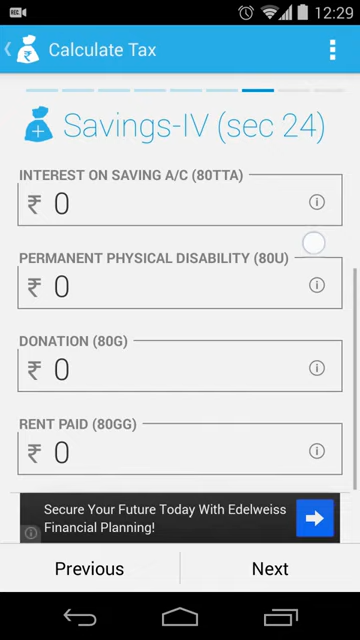 REC
12:29
Calculate Tax
Savings-IV (sec 24)
INTEREST ON SAVING A/C (80TTA)
₹ 0
PERMANENT PHYSICAL DISABILITY (80U)
₹ 0
DONATION (80G)
₹ 0
RENT PAID (80GG)
₹ 0
Secure Your Future Today With Edelweiss
Financial Planning!
Previous
Next